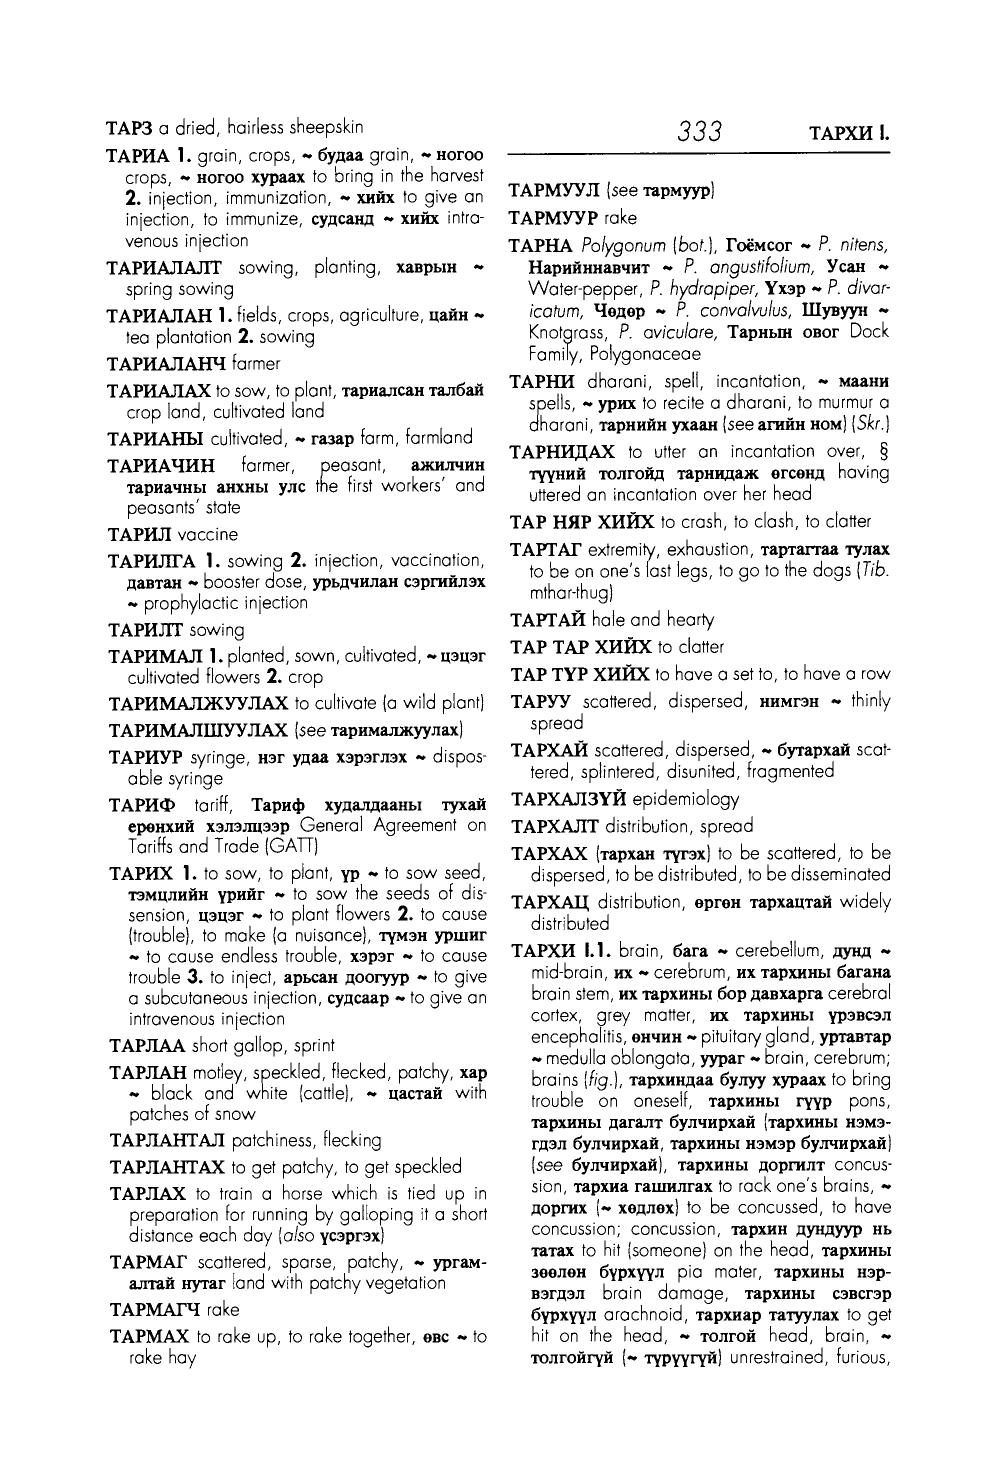 ТАРЗ a dried, hairless sheepskin
ТАРИА 1. grain, crops, ~ будаа grain, ~ ногоо
crops, ~ ногоо хураах to bring in the harvest
2. injection, immunization, ~ хийх to give an
injection, to immunize, судсанд ~ хийх intra-
venous injection
ТАРИАЛАЛТ sowing, planting, хаврын ~
spring sowing
ТАРИАЛАН 1. fields, crops, agriculture, цайн ~
tea plantation 2. sowing
ТАРИАЛАНЧ farmer
ТАРИАЛАХ to sow, to plant, тариалсан талбай
crop land, cultivated land
ТАРИАНЫ cultivated, ~ газар farm, farmland
ТАРИАЧИН farmer, peasant, ажилчин
тариачны анхны улс the first workers' and
peasants' state
ТАРИЛ vaccine
ТАРИЛГА 1. sowing 2. injection, vaccination,
давтан ~ booster dose, урьдчилан сэргийлэх
~ prophylactic injection
ТАРИЛТ sowing
ТАРИМАЛ 1. planted, sown, cultivated, ~ цэцэг
cultivated flowers 2. crop
ТАРИМАЛЖУУЛАХ to cultivate (a wild plant)
ТАРИМАЛШУУЛАХ (see таримaлжуулах)
ТАРИУР syringe, нэг удаа хэрэглэх ~ dispos-
able syringe
ТАРИФ tariff, Тариф худалдааны тухай
ерөнхий хэлэлцээр General Agreement on
Tariffs and Trade (GATT)
ТАРИХ 1. to sow, to plant, үр ~ to sow seed,
тэмцлийн үрийг ~ to sow the seeds of dis-
sension, цэцэг ~ to plant flowers 2. to cause
(trouble), to make (a nuisance), түмэн уршиг
~ to cause endless trouble, хэрэг ~ to cause
trouble 3. to inject, арьсан доогуур ~ to give
a subcutaneous injection, судсаар ~ to give an
intravenous injection
ТАРЛАА short gallop, sprint
ТАРЛАН motley, speckled, flecked, patchy, хар
~ black and white (cattle), ~ цастай with
patches of snow
ТАРЛАНТАЛ patchiness, flecking
ТАРЛАНТАХ to get patchy, to get speckled
ТАРЛАХ to train a horse which is tied up in
preparation for running by galloping it a short
distance each day (also үсэргэх)
ТАРМАГ scattered, sparse, patchy, ~ ургам-
алтай нутаг land with patchy vegetation
ТАРМАГЧ rake
ТАРМАХ to rake up, to rake together, өвс ~ to
rake hay
333 ТАРХИ I.
ТАРМУУЛ (see тармуур)
ТАРМУУР rake
ТАРНА Polygonum (bot.), Гоёмсог ~ P. nitens,
Нарийннавчит ~ P. angustifolium, Усан ~
Water-pepper, P. hydrapiper, Үхэр ~ P. divar-
icatum, Чөдөр ~ P. convalvulus, Шувуун ~
Knotgrass, P. aviculare, Тарнын овог Dock
Family, Polygonaceae
ТАРНИ dharani, spell, incantation, ~ маани
spells, ~ урих to recite a dharani, to murmur a
dharani, тарнийн ухаан (see агийн ном) (Skr.)
ТАРНИДАХ to utter an incantation over, §
түүний толгойд тарнидаж өгсөнд having
uttered an incantation over her head
ТАР НЯР ХИЙХ to crash, to clash, to clatter
ТАРТАГ extremity, exhaustion, тартагтаа тулах
to be on one's last legs, to go to the dogs (Tib.
mthar-thug)
ТАРТАЙ hale and hearty
ТАР ТАР ХИЙХ to clatter
ТАР ТҮР ХИЙХ to have a set to, to have a row
ТАРУУ scattered, dispersed, нимгэн ~ thinly
spread
ТАРХАЙ scattered, dispersed, ~ бутархай scat-
tered, splintered, disunited, fragmented
ТАРХАЛЗҮЙ epidemiology
ТАРХАЛТ distribution, spread
ТАРХАХ (тархан түгэх) to be scattered, to be
dispersed, to be distributed, to be disseminated
ТАРХАЦ distribution, өргөн тархацтай widely
distributed
ТАРХИ I.1. brain, бага ~ cerebellum, дунд ~
mid-brain, их ~ cerebrum, их тархины багана
brain stem, их тархины бор давхарга cerebral
cortex, grey matter, их тархины үрэвсэл
encephalitis, өнчин ~ pituitary gland, уртавтар
~ medulla oblongata, уураг ~ brain, cerebrum;
brains (fig.), тархиндаа булуу хураах to bring
trouble on oneself, тархины гүүр pons,
тархины дагалт булчирхай (тархины нэмэ-
гдэл булчирхай, тархины нэмэр булчирхай)
(see булчирхай), тархины доргилт concus-
sion, тархиа гашилгах to rack one's brains, ~
доргих (~ хөдлөх) to be concussed, to have
concussion; concussion, тархин дундуур нь
татах to hit (someone) on the head, тархины
зөөлөн бүрхүүл pia mater, тархины нэр-
вэгдэл brain damage, тархины сэвсгэр
бүрхүүл arachnoid, тархиар татуулах to get
hit on the head, ~ толгой head, brain, ~
толгойгүй (~ түрүүгүй) unrestrained, furious,